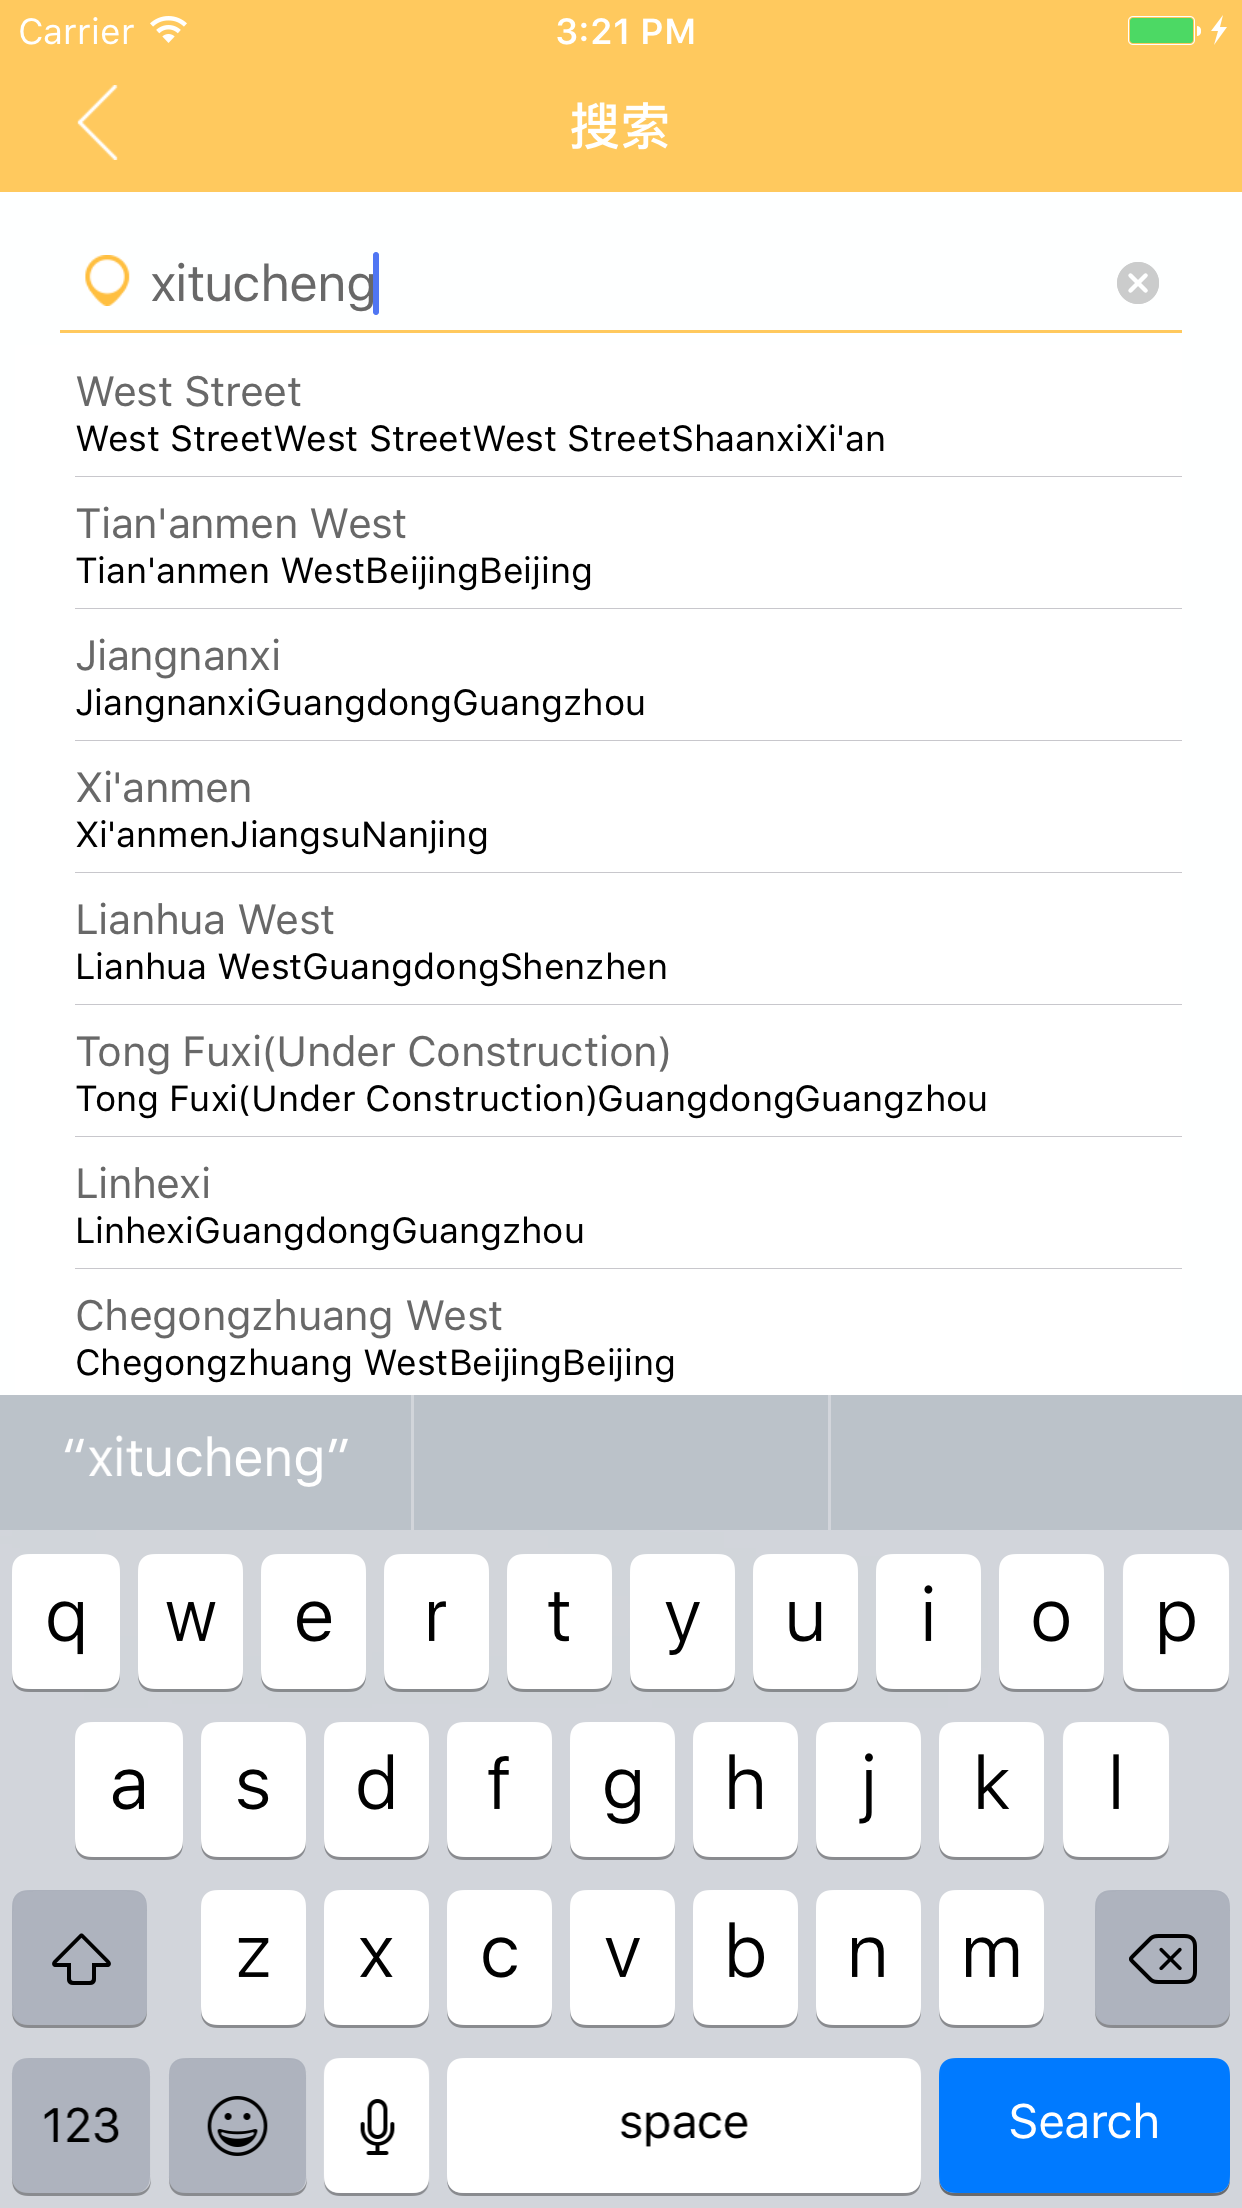 Carrier 3:21 PM
搜索
xitucheng
West Street
West StreetWest StreetWest StreetShaanxiXi'an
Tian'anmen West
Tian'anmen WestBeijingBeijing
Jiangnanxi
JiangnanxiGuangdongGuangzhou
Xi'anmen
Xi'anmenJiangsuNanjing
Lianhua West
Lianhua WestGuangdongShenzhen
Tong Fuxi(Under Construction)
Tong Fuxi(Under Construction)GuangdongGuangzhou
Linhexi
LinhexiGuangdongGuangzhou
Chegongzhuang West
Chegongzhuang WestBeijingBeijing
“xitucheng”
q w e r t y u i o p
a s d f g h j k l
z x c v b n m
123 space Search